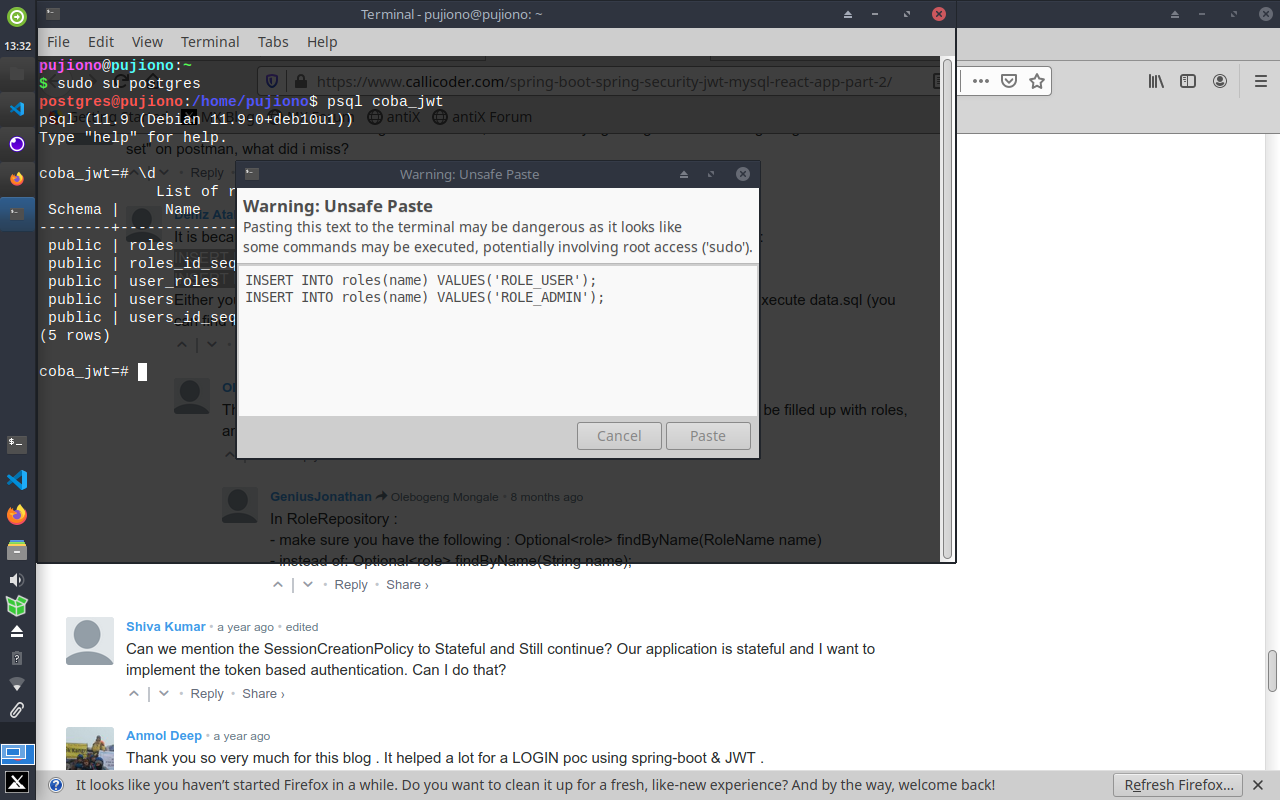 Terminal - pujiono@pujiono: ~
13:32
File Edit View Terminal Tabs Help
pujiono@pujiono:~
$ sudo su postgres
https://www.callicoder.com/spring-boot-spring-security-jwt-mysql-react-app-part-2/
postgres@pujiono:/home/pujiono$ psql coba_jwt
psql (11.9 (Debian 11.9-0+deb10u1))
antiX
antiX Forum
Type "help" for help.
set" on postman, what did i miss?
coba_jwt=# \d
Reply
List of r
Schema | Name
--------+-------------
public | roles
public | roles_id_seq
public | user_roles
public | users
public | users_id_seq
(5 rows)
coba_jwt=#
It is beca
Either you
xecute data.sql (you
be filled up with roles,
Warning: Unsafe Paste
Warning: Unsafe Paste
Pasting this text to the terminal may be dangerous as it looks like
some commands may be executed, potentially involving root access ('sudo').
INSERT INTO roles(name) VALUES('ROLE_USER');
INSERT INTO roles(name) VALUES('ROLE_ADMIN');
Cancel Paste
GeniusJonathan Olebogeng Mongale • 8 months ago
In RoleRepository :
- make sure you have the following : Optional<role> findByName(RoleName name)
- instead of: Optional<role> findByName(String name);
• Reply • Share ›
Shiva Kumar • a year ago • edited
Can we mention the SessionCreationPolicy to Stateful and Still continue? Our application is stateful and I want to
implement the token based authentication. Can I do that?
• Reply • Share ›
Anmol Deep • a year ago
Thank you so very much for this blog . It helped a lot for a LOGIN poc using spring-boot & JWT .
It looks like you haven’t started Firefox in a while. Do you want to clean it up for a fresh, like-new experience? And by the way, welcome back!
Refresh Firefox...